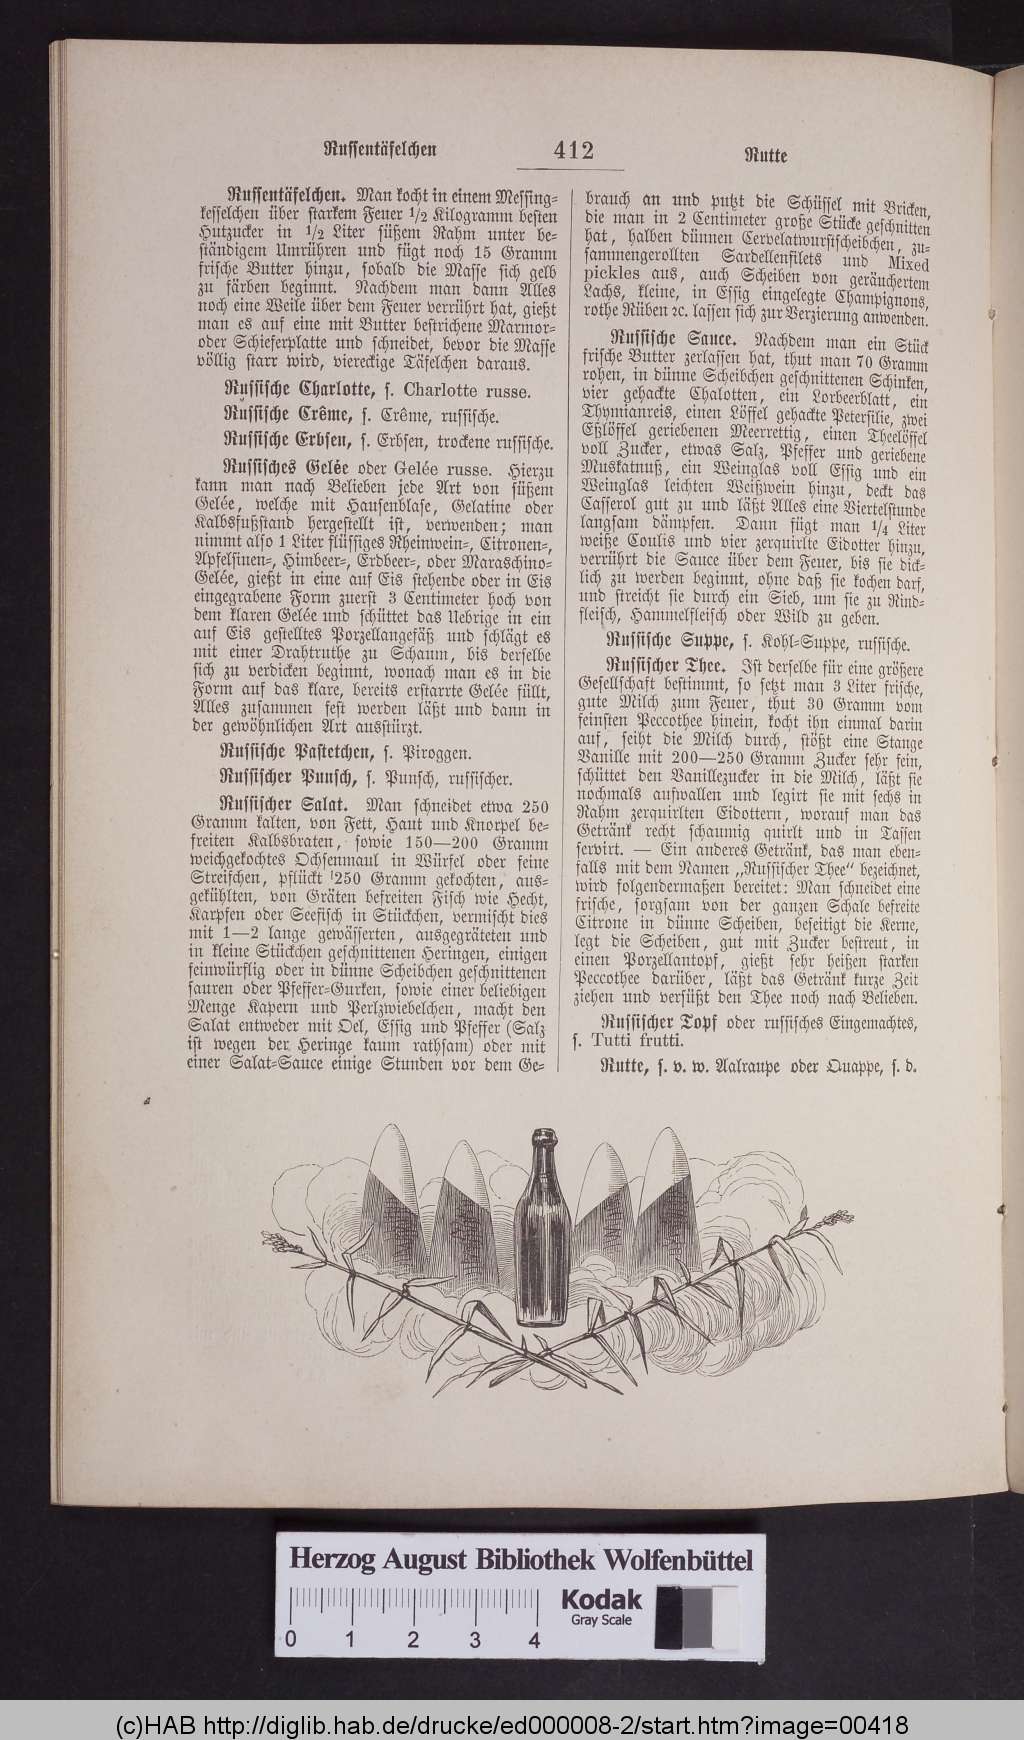 Russentäfelchen
412
Rutte
Russentäfelchen. Man kocht in einem Messing-
kesselchen über starkem Feuer 1/2 Kilogramm besten
Hutzucker in 1/2 Liter süßem Rahm unter be-
ständigem Umrühren und fügt noch 15 Gramm
frische Butter hinzu, sobald die Masse sich gelb
zu färben beginnt. Nachdem man dann Alles
noch eine Weile über dem Feuer verrührt hat, gießt
man es auf eine mit Butter bestrichene Marmor-
oder Schieferplatte und schneidet, bevor die Masse
völlig starr wird, viereckige Täfelchen daraus.
Russische Charlotte, s. Charlotte russe.
Russische Crême, s. Crême, russische.
Russische Erbsen, s. Erbsen, trockene russische.
Russisches Gelée oder Gelée russe. Hierzu
kann man nach Belieben jede Art von süßem
Gelée, welche mit Hausenblase, Gelatine oder
Kalbsfußstand hergestellt ist, verwenden; man
nimmt also 1 Liter flüssiges Rheinwein-, Citronen-,
Apfelsinen-, Himbeer-, Erdbeer-, oder Maraschino-
Gelée, gießt in eine auf Eis stehende oder in Eis
eingegrabene Form zuerst 3 Centimeter hoch von
dem klaren Gelée und schüttet das Uebrige in ein
auf Eis gestelltes Porzellangefäß und schlägt es
mit einer Drahtruthe zu Schaum, bis derselbe
sich zu verdicken beginnt, wonach man es in die
Form auf das klare, bereits erstarrte Gelée füllt,
Alles zusammen fest werden läßt und dann in
der gewöhnlichen Art ausstürzt.
Russische Pastetchen, s. Piroggen.
Russischer Punsch, s. Punsch, russischer.
Russischer Salat. Man schneidet etwa 250
Gramm kalten, von Fett, Haut und Knorpel be-
freiten Kalbsbraten, sowie 150—200 Gramm
weichgekochtes Ochsenmaul in Würfel oder feine
Streifchen, pflückt 250 Gramm gekochten, aus-
gekühlten, von Gräten befreiten Fisch wie Hecht,
Karpfen oder Seefisch in Stückchen, vermischt dies
mit 1—2 lange gewässerten, ausgegräteten und
in kleine Stückchen geschnittenen Heringen, einigen
feinwürflig oder in dünne Scheibchen geschnittenen
sauren oder Pfeffer-Gurken, sowie einer beliebigen
Menge Kapern und Perlzwiebelchen, macht den
Salat entweder mit Oel, Essig und Pfeffer (Salz
ist wegen der Heringe kaum rathsam) oder mit
einer Salat-Sauce einige Stunden vor dem Ge-
brauch an und putzt die Schüssel mit Bricken,
die man in 2 Centimeter große Stücke geschnitten
hat, halben dünnen Cervelatwurstscheibchen, zu-
sammengerollten Sardellenfilets und Mixed
pickles aus, auch Scheiben von geräuchertem
Lachs, kleine, in Essig eingelegte Champignons,
rothe Rüben ꝛc. lassen sich zur Verzierung anwenden.
Russische Sauce. Nachdem man ein Stück
frische Butter zerlassen hat, thut man 70 Gramm
rohen, in dünne Scheibchen geschnittenen Schinken,
vier gehackte Chalotten, ein Lorbeerblatt, ein
Thymianreis, einen Löffel gehackte Petersilie, zwei
Eßlöffel geriebenen Meerrettig, einen Theelöffel
voll Zucker, etwas Salz, Pfeffer und geriebene
Muskatnuß, ein Weinglas voll Essig und ein
Weinglas leichten Weißwein hinzu, deckt das
Casserol gut zu und läßt Alles eine Viertelstunde
langsam dämpfen. Dann fügt man 1/4 Liter
weiße Coulis und vier zerquirlte Eidotter hinzu,
verrührt die Sauce über dem Feuer, bis sie dick-
lich zu werden beginnt, ohne daß sie kochen darf,
und streicht sie durch ein Sieb, um sie zu Rind-
fleisch, Hammelfleisch oder Wild zu geben.
Russische Suppe, s. Kohl-Suppe, russische.
Russischer Thee. Ist derselbe für eine größere
Gesellschaft bestimmt, so setzt man 3 Liter frische,
gute Milch zum Feuer, thut 30 Gramm vom
feinsten Peccothee hinein, kocht ihn einmal darin
auf, seiht die Milch durch, stößt eine Stange
Vanille mit 200—250 Gramm Zucker sehr fein,
schüttet den Vanillezucker in die Milch, läßt sie
nochmals aufwallen und legirt sie mit sechs in
Rahm zerquirlten Eidottern, worauf man das
Getränk recht schaumig quirlt und in Tassen
servirt. — Ein anderes Getränk, das man eben-
falls mit dem Namen „Russischer Thee“ bezeichnet,
wird folgendermaßen bereitet: Man schneidet eine
frische, sorgsam von der ganzen Schale befreite
Citrone in dünne Scheiben, beseitigt die Kerne,
legt die Scheiben, gut mit Zucker bestreut, in
einen Porzellantopf, gießt sehr heißen starken
Peccothee darüber, läßt das Getränk kurze Zeit
ziehen und versüßt den Thee noch nach Belieben.
Russischer Topf oder russisches Eingemachtes,
s. Tutti frutti.
Rutte, s. v. w. Aalraupe oder Quappe, s. d.
Herzog August Bibliothek Wolfenbüttel
Kodak
Gray Scale
0 1 2 3 4
(c)HAB http://diglib.hab.de/drucke/ed000008-2/start.htm?image=00418